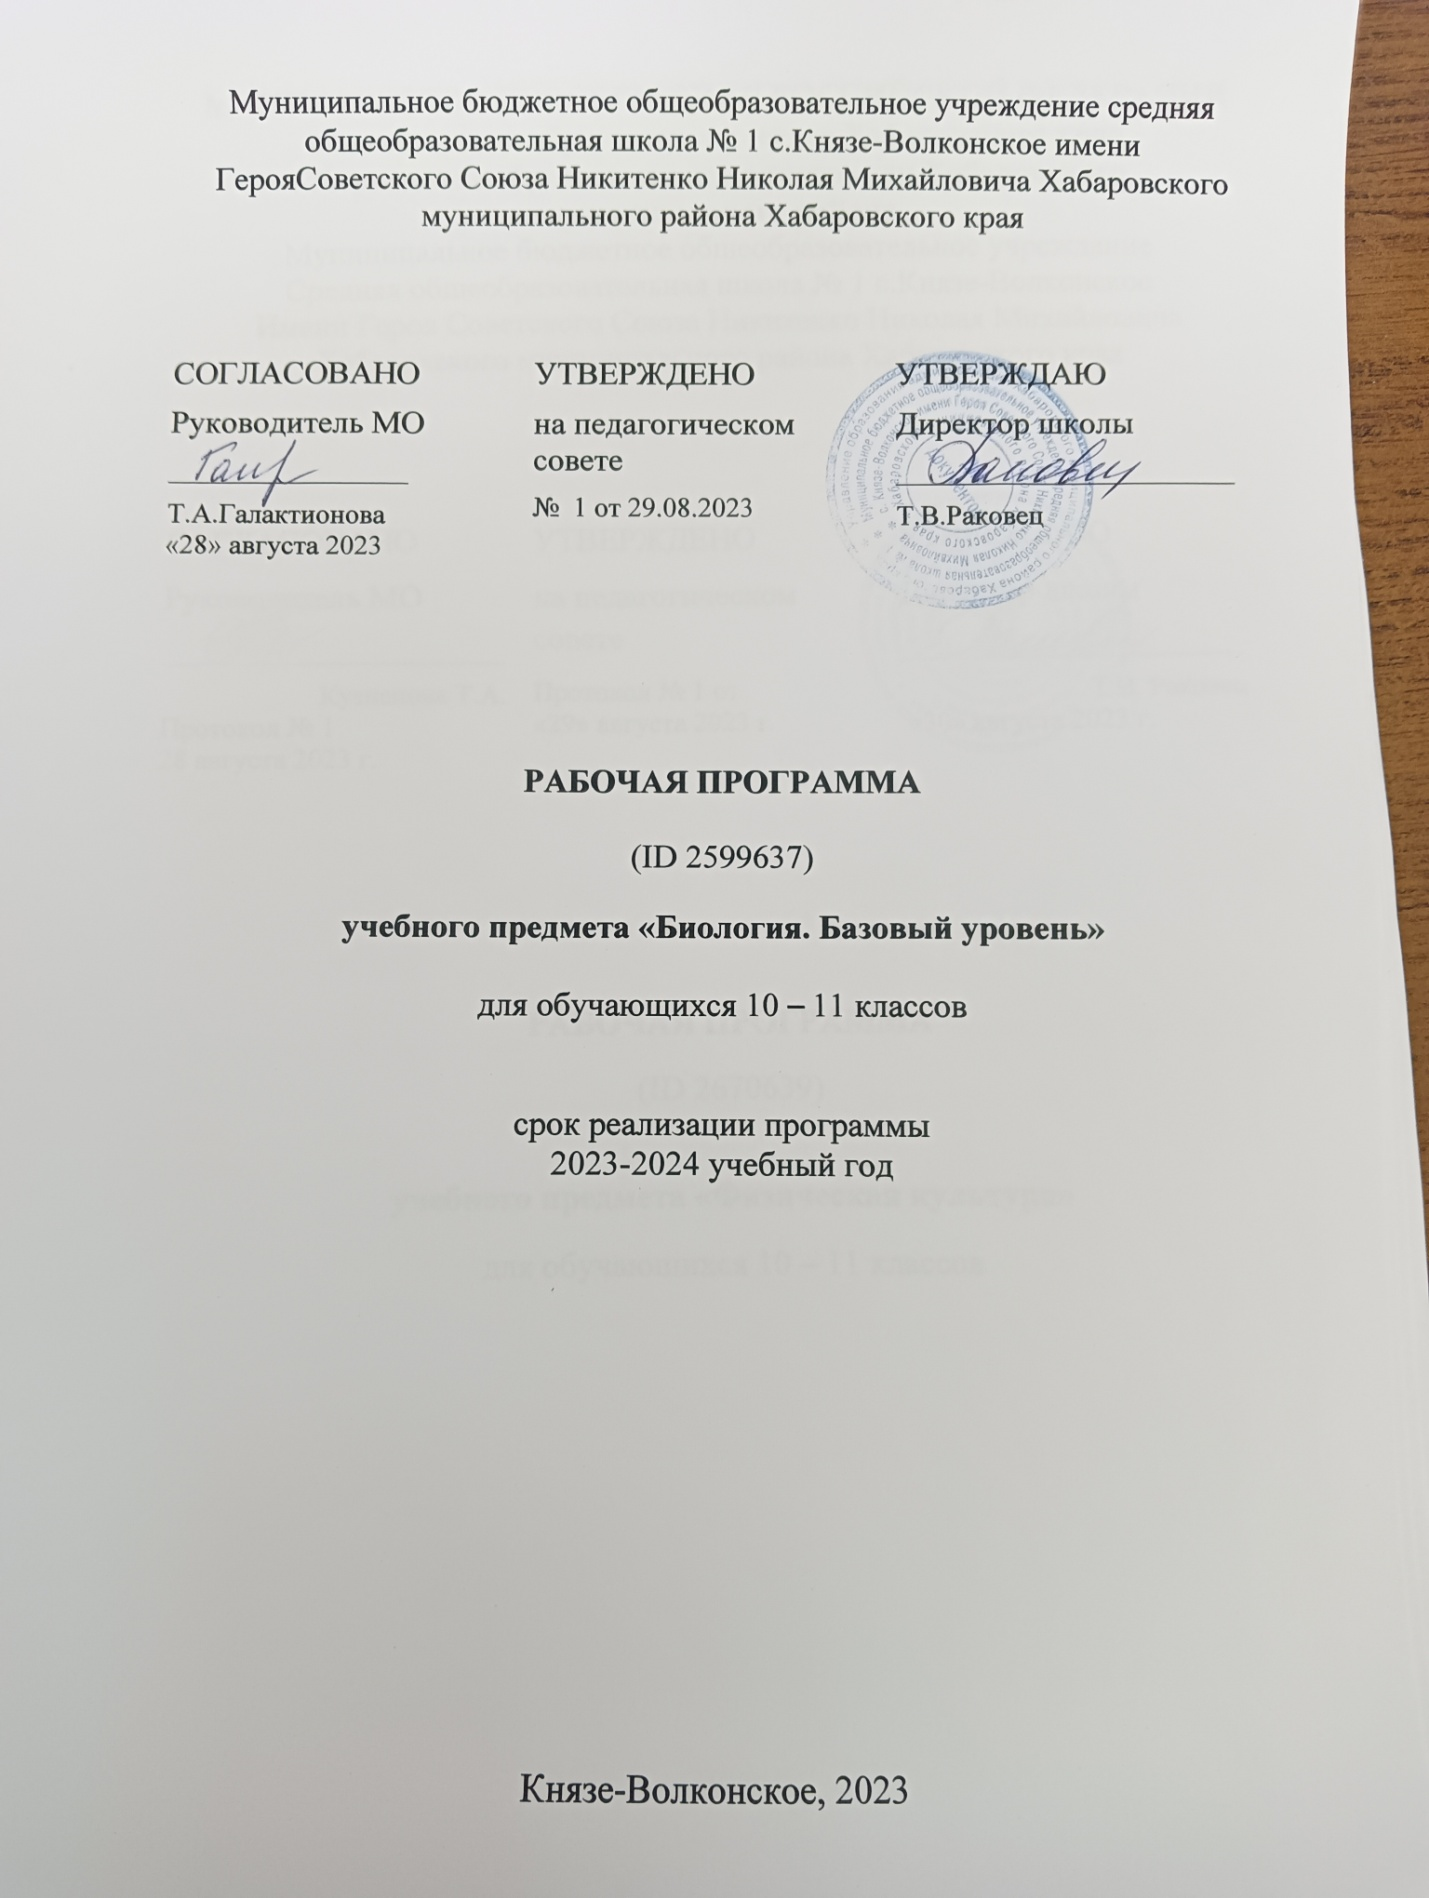 Муниципальное бюджетное общеобразовательное учреждение средняя
общеобразовательная школа № 1 с.Князе-Волконское имени
ГерояСоветского Союза Никитенко Николая Михайловича Хабаровского
муниципального района Хабаровского края
СОГЛАСОВАНО
Руководитель МО
Т.А.Галактионова
«28» августа 2023
УТВЕРЖДЕНО
на педагогическом
совете
№ 1 от 29.08.2023
УТВЕРЖДАЮ
Директор школы
Т.В.Раковец
РАБОЧАЯ ПРОГРАММА
(ID 2599637)
учебного предмета «Биология. Базовый уровень»
для обучающихся 10 – 11 классов
срок реализации программы
2023-2024 учебный год
Князе-Волконское, 2023